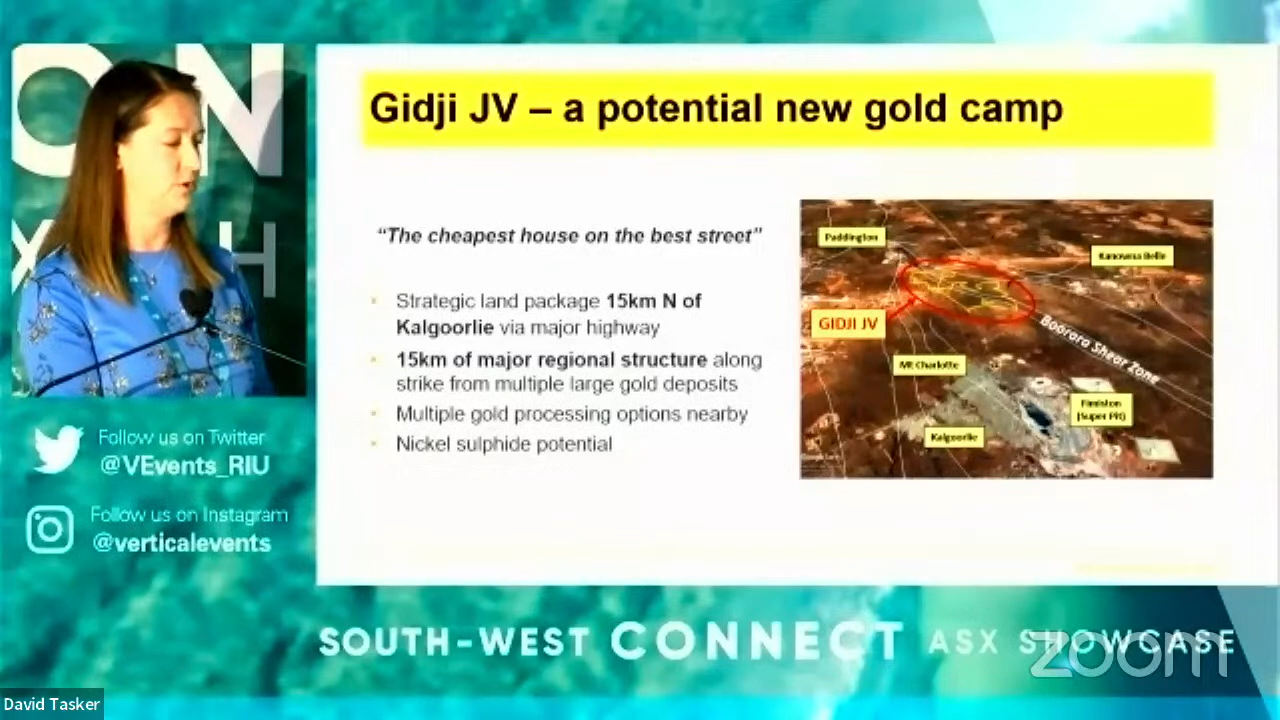 ON
H
Follow us on Twitter
@VEvents_RIU
Follow us on Instagram
@verticalevents
Gidji JV – a potential new gold camp
“The cheapest house on the best street”
Strategic land package 15km N of
Kalgoorlie via major highway
15km of major regional structure along
strike from multiple large gold deposits
Multiple gold processing options nearby
Nickel sulphide potential
Paddington
Kanowna Belle
GIDJI JV
Boorara Shear Zone
Mt Charlotte
Fimiston
(Super Pit)
Kalgoorlie
SOUTH-WEST CONNECT ASX SHOWCASE
zoom
David Tasker